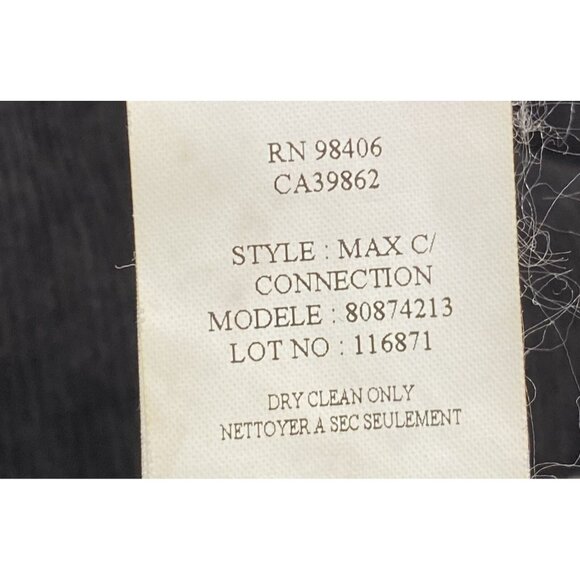 RN 98406
CA39862
STYLE : MAX C/
CONNECTION
MODELE : 80874213
LOT NO : 116871
DRY CLEAN ONLY
NETTOYER A SEC SEULEMENT